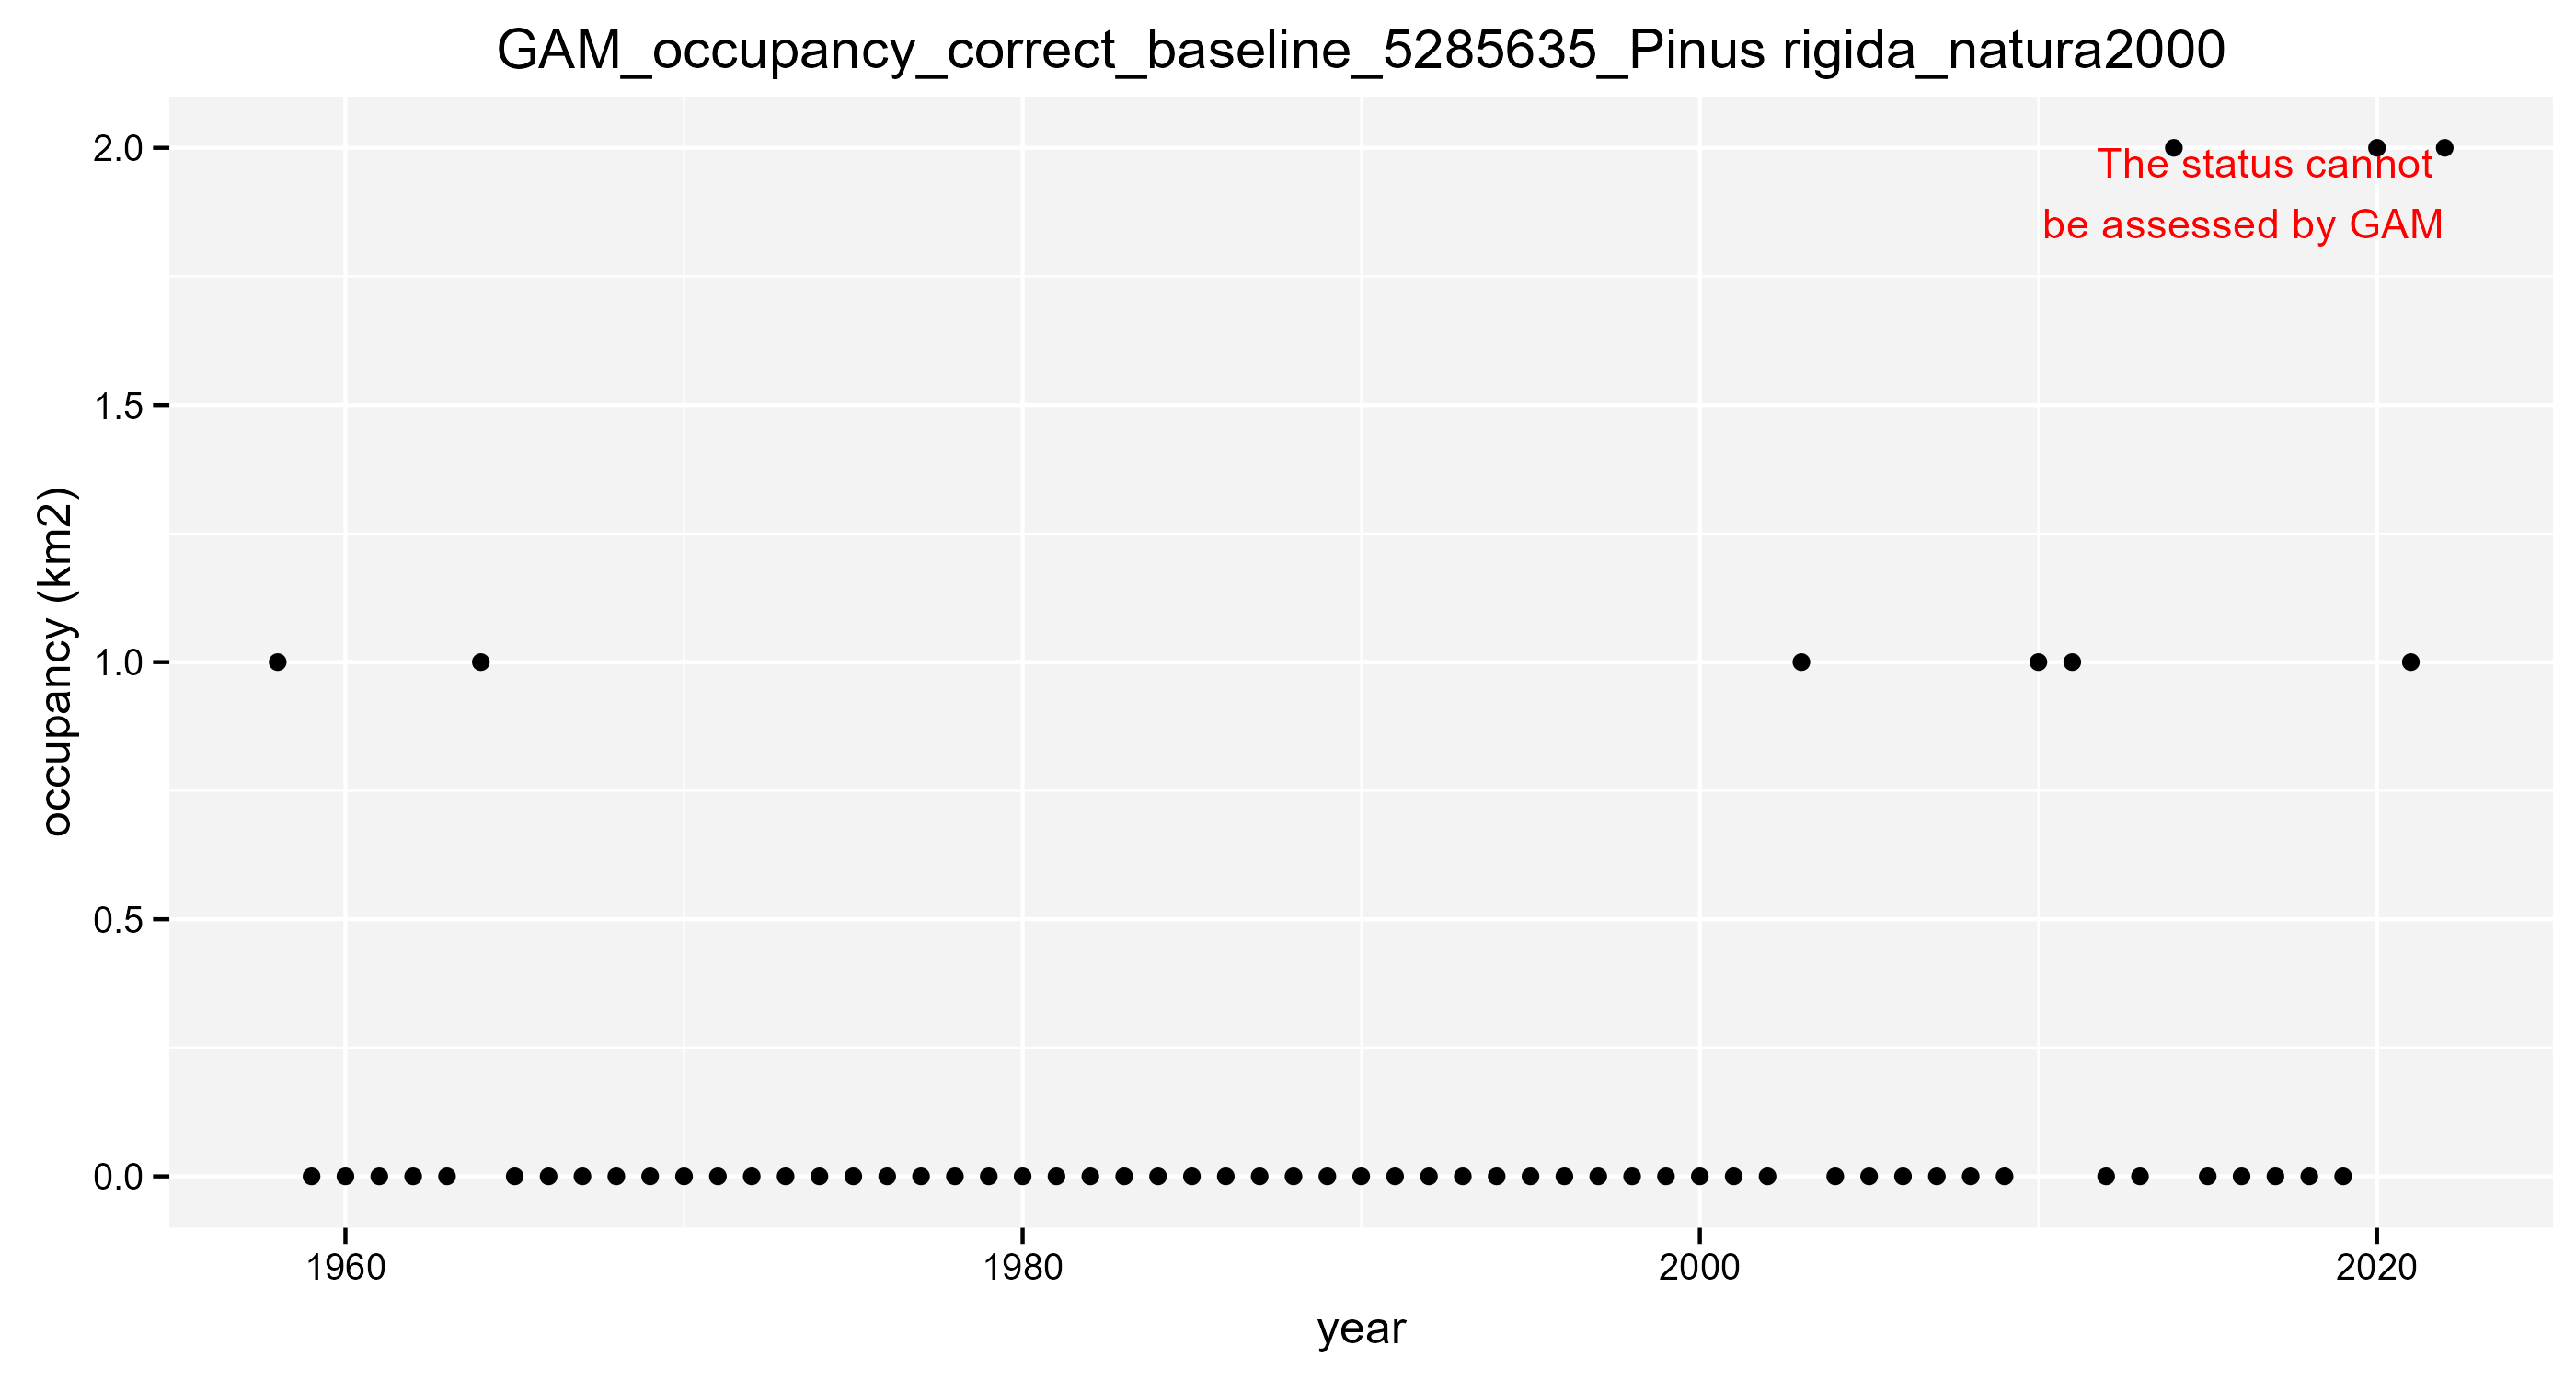 GAM_occupancy_correct_baseline_5285635_Pinus rigida_natura2000
2.0
The status cannot
be assessed by GAM
1.5
1.0
0.5
0.0
occupancy (km2)
1960
1980
2000
2020
year